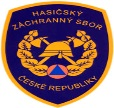 HASIČSKÝ
ZÁCHRANNÝ SBOR
ČESKÉ REPUBLIKY